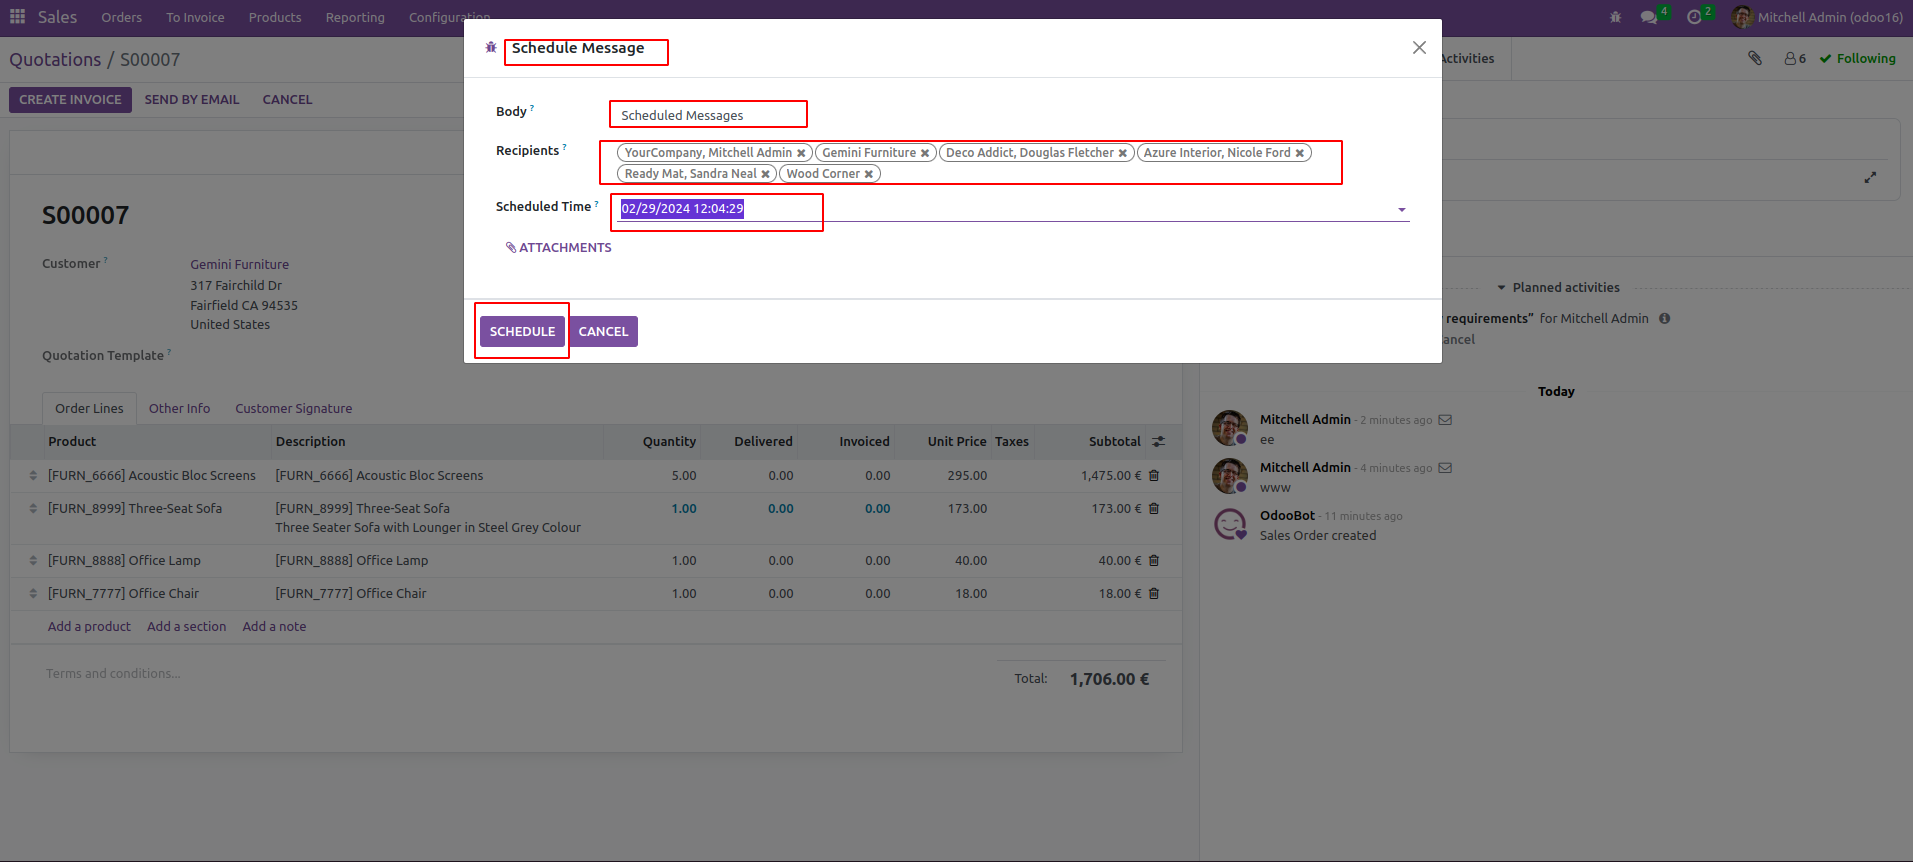 Sales Orders To Invoice Products Reporting Configuration 4 2 Mitchell Admin (odoo16)
Quotations / S00007
Activities 6 Following
CREATE INVOICE SEND BY EMAIL CANCEL
Schedule Message
Body ?
Scheduled Messages
Recipients ?
YourCompany, Mitchell Admin Gemini Furniture Deco Addict, Douglas Fletcher Azure Interior, Nicole Ford
Ready Mat, Sandra Neal Wood Corner
Scheduled Time ?
02/29/2024 12:04:29
ATTACHMENTS
SCHEDULE CANCEL
S00007
Customer ?
Gemini Furniture
317 Fairchild Dr
Fairfield CA 94535
United States
Quotation Template ?
Order Lines Other Info Customer Signature
Product Description Quantity Delivered Invoiced Unit Price Taxes Subtotal
[FURN_6666] Acoustic Bloc Screens [FURN_6666] Acoustic Bloc Screens 5.00 0.00 0.00 295.00 1,475.00 €
[FURN_8999] Three-Seat Sofa [FURN_8999] Three-Seat Sofa 1.00 0.00 0.00 173.00 173.00 €
Three Seater Sofa with Lounger in Steel Grey Colour
[FURN_8888] Office Lamp [FURN_8888] Office Lamp 1.00 0.00 0.00 40.00 40.00 €
[FURN_7777] Office Chair [FURN_7777] Office Chair 1.00 0.00 0.00 18.00 18.00 €
Add a product Add a section Add a note
Terms and conditions...
Total: 1,706.00 €
Planned activities
requirements” for Mitchell Admin
ancel
Today
Mitchell Admin - 2 minutes ago
ee
Mitchell Admin - 4 minutes ago
www
OdooBot - 11 minutes ago
Sales Order created